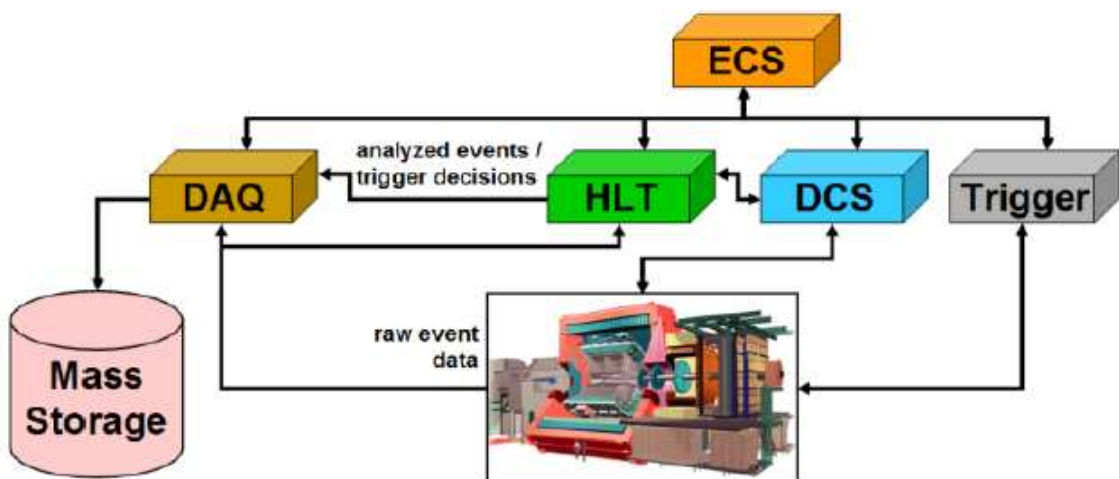 ECS
analyzed events /
trigger decisions
DAQ
HLT
DCS
Trigger
raw event
data
Mass
Storage